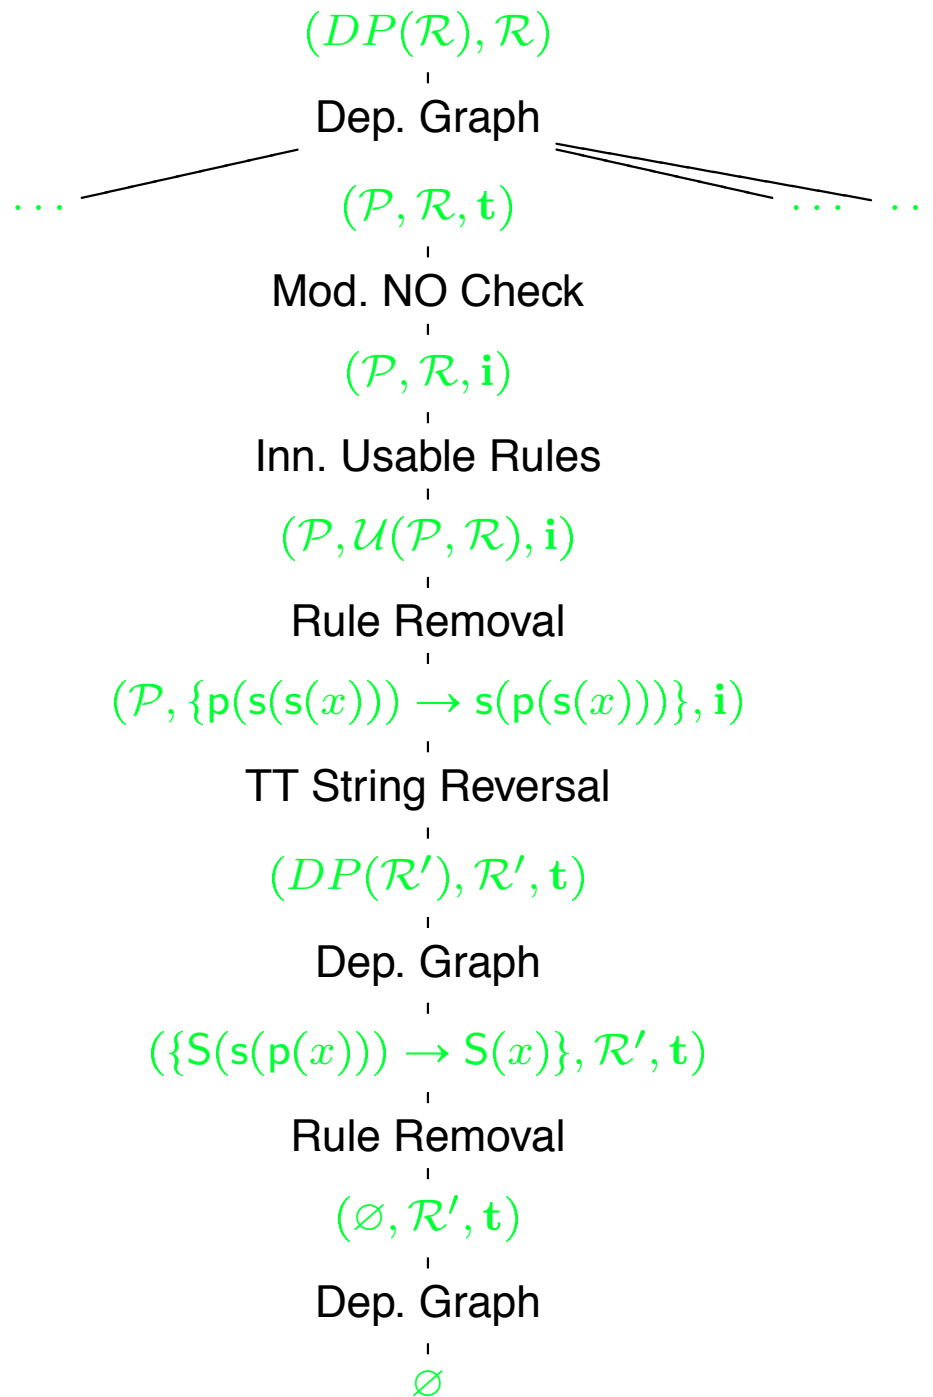 (DP(ℛ), ℛ)
Dep. Graph
... (𝒫, ℛ, t) ... ..
Mod. NO Check
(𝒫, ℛ, i)
Inn. Usable Rules
(𝒫, 𝒰(𝒫, ℛ), i)
Rule Removal
(𝒫, {p(s(s(x))) → s(p(s(x)))}, i)
TT String Reversal
(DP(ℛ′), ℛ′, t)
Dep. Graph
({S(s(p(x))) → S(x)}, ℛ′, t)
Rule Removal
(∅, ℛ′, t)
Dep. Graph
∅